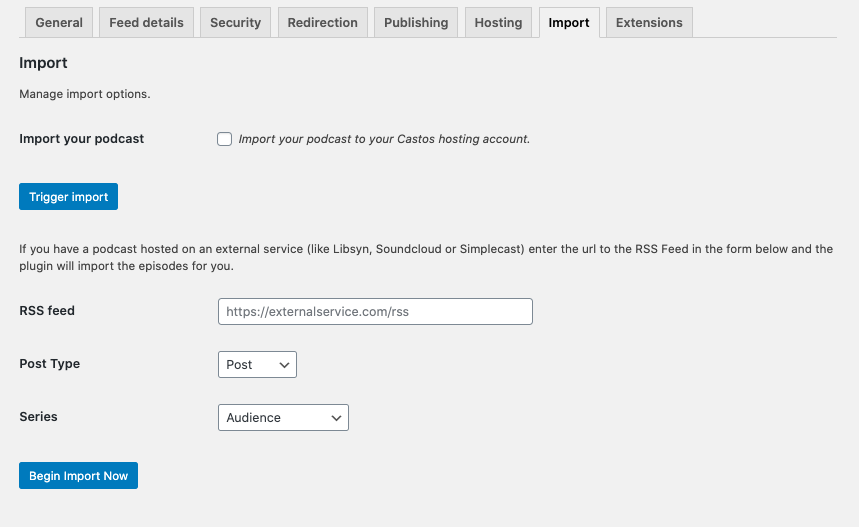 General Feed details Security Redirection Publishing Hosting Import Extensions
Import
Manage import options.
Import your podcast Import your podcast to your Castos hosting account.
Trigger import
If you have a podcast hosted on an external service (like Libsyn, Soundcloud or Simplecast) enter the url to the RSS Feed in the form below and the
plugin will import the episodes for you.
RSS feed https://externalservice.com/rss
Post Type Post
Series Audience
Begin Import Now